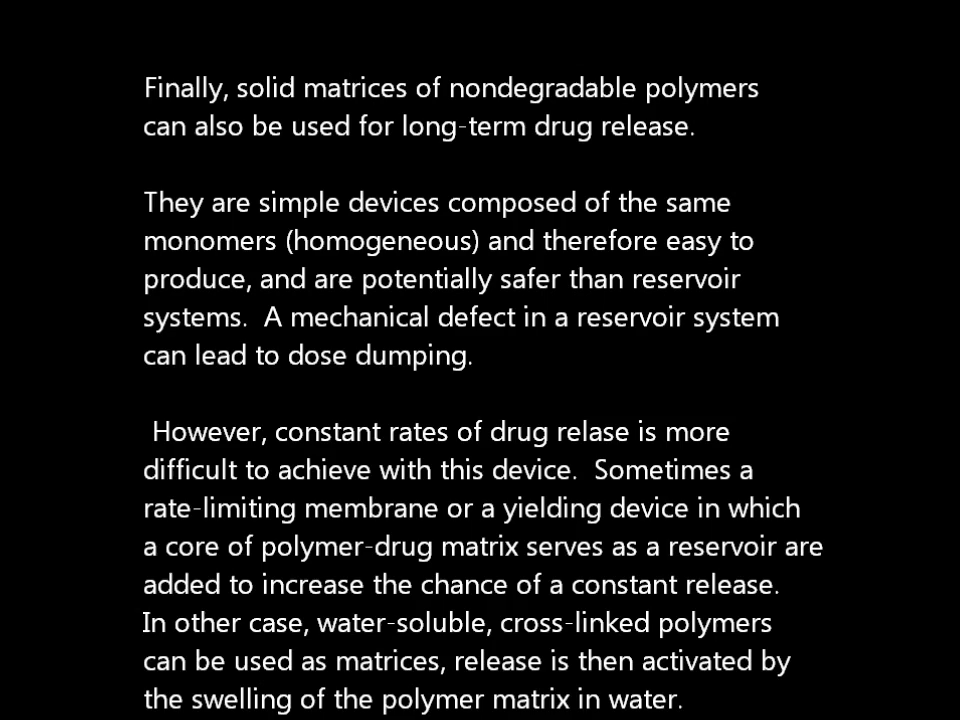 Finally, solid matrices of nondegradable polymers
can also be used for long-term drug release.
They are simple devices composed of the same
monomers (homogeneous) and therefore easy to
produce, and are potentially safer than reservoir
systems.  A mechanical defect in a reservoir system
can lead to dose dumping.
However, constant rates of drug relase is more
difficult to achieve with this device.  Sometimes a
rate-limiting membrane or a yielding device in which
a core of polymer-drug matrix serves as a reservoir are
added to increase the chance of a constant release.
In other case, water-soluble, cross-linked polymers
can be used as matrices, release is then activated by
the swelling of the polymer matrix in water.